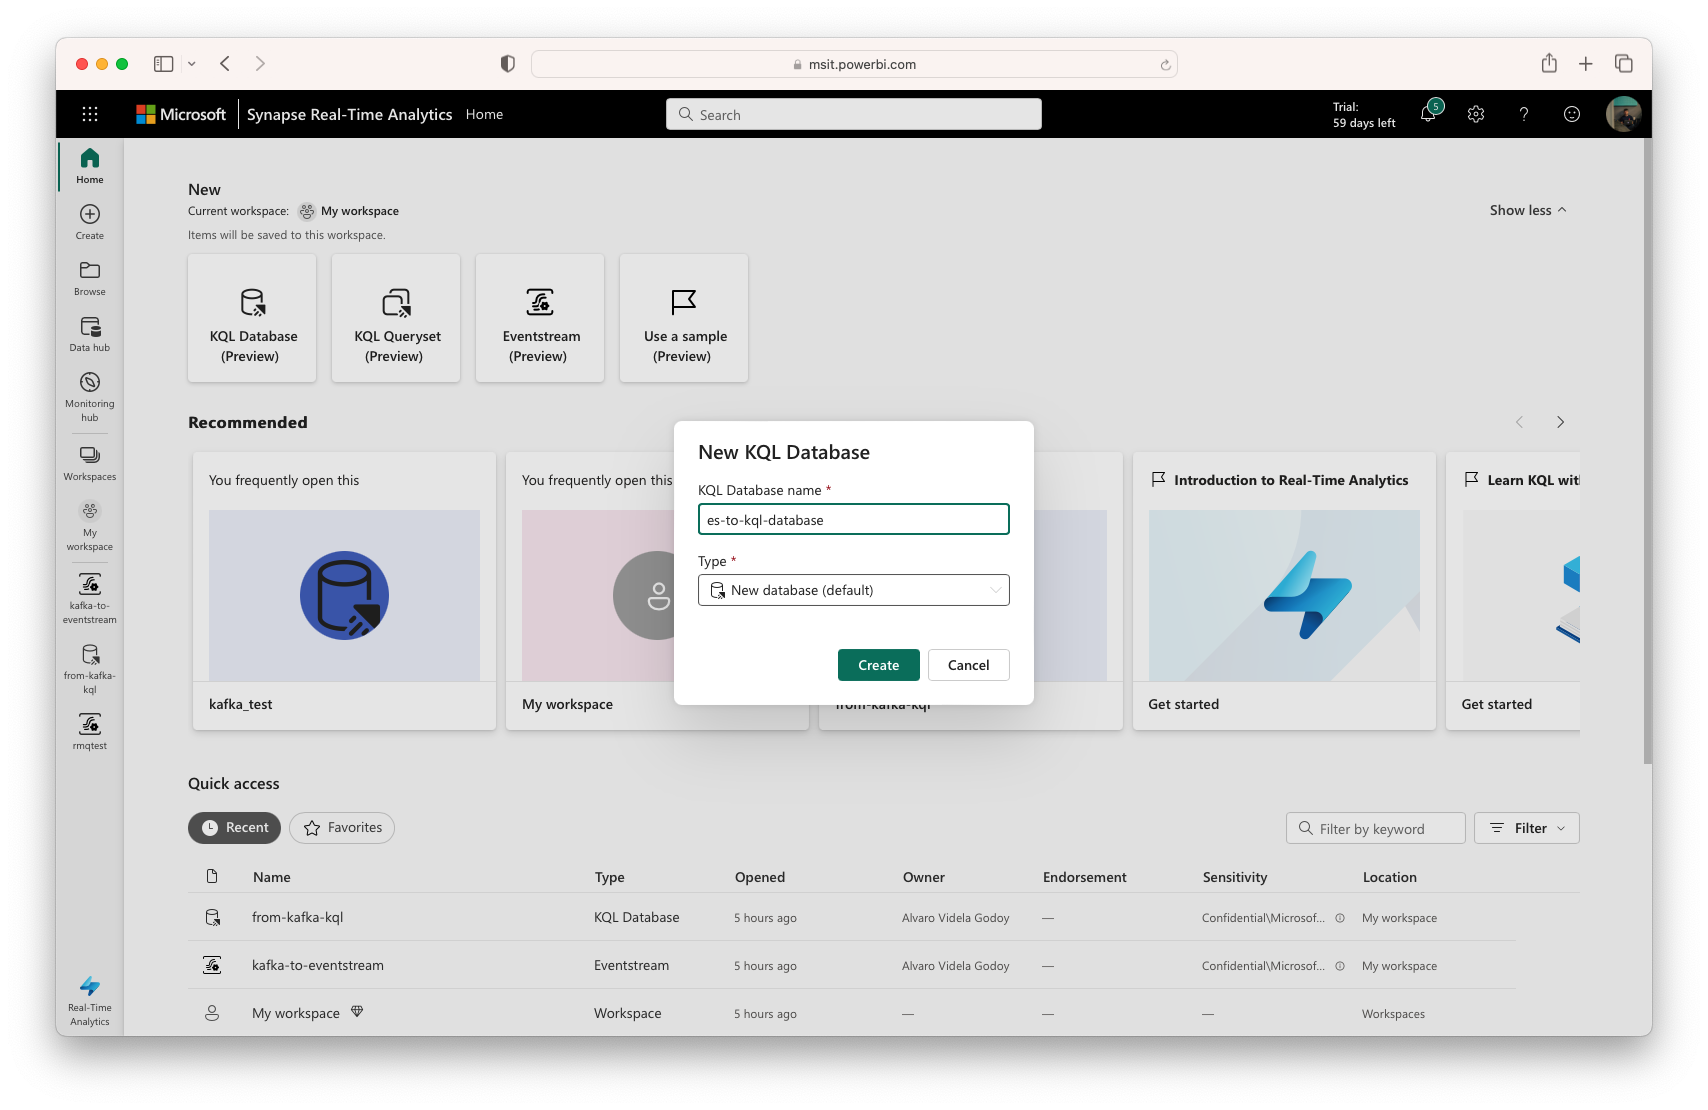 msit.powerbi.com
Microsoft
Synapse Real-Time Analytics
Home
Search
Trial:
59 days left
5
?
Home
Create
Browse
Data hub
Monitoring
hub
Workspaces
My
workspace
kafka-to-
eventstream
from-kafka-
kql
rmqtest
Real-Time
Analytics
New
Current workspace:
My workspace
Items will be saved to this workspace.
Show less
KQL Database
(Preview)
KQL Queryset
(Preview)
Eventstream
(Preview)
Use a sample
(Preview)
Recommended
You frequently open this
kafka_test
You frequently open this
My workspace
from-kafka-kql
Introduction to Real-Time Analytics
Get started
Learn KQL wit
Get started
New KQL Database
KQL Database name *
es-to-kql-database
Type *
New database (default)
Create
Cancel
Quick access
Recent
Favorites
Filter by keyword
Filter
Name Type Opened Owner Endorsement Sensitivity Location
from-kafka-kql KQL Database 5 hours ago Alvaro Videla Godoy — Confidential\Microsof... My workspace
kafka-to-eventstream Eventstream 5 hours ago Alvaro Videla Godoy — Confidential\Microsof... My workspace
My workspace Workspace 5 hours ago — — — Workspaces